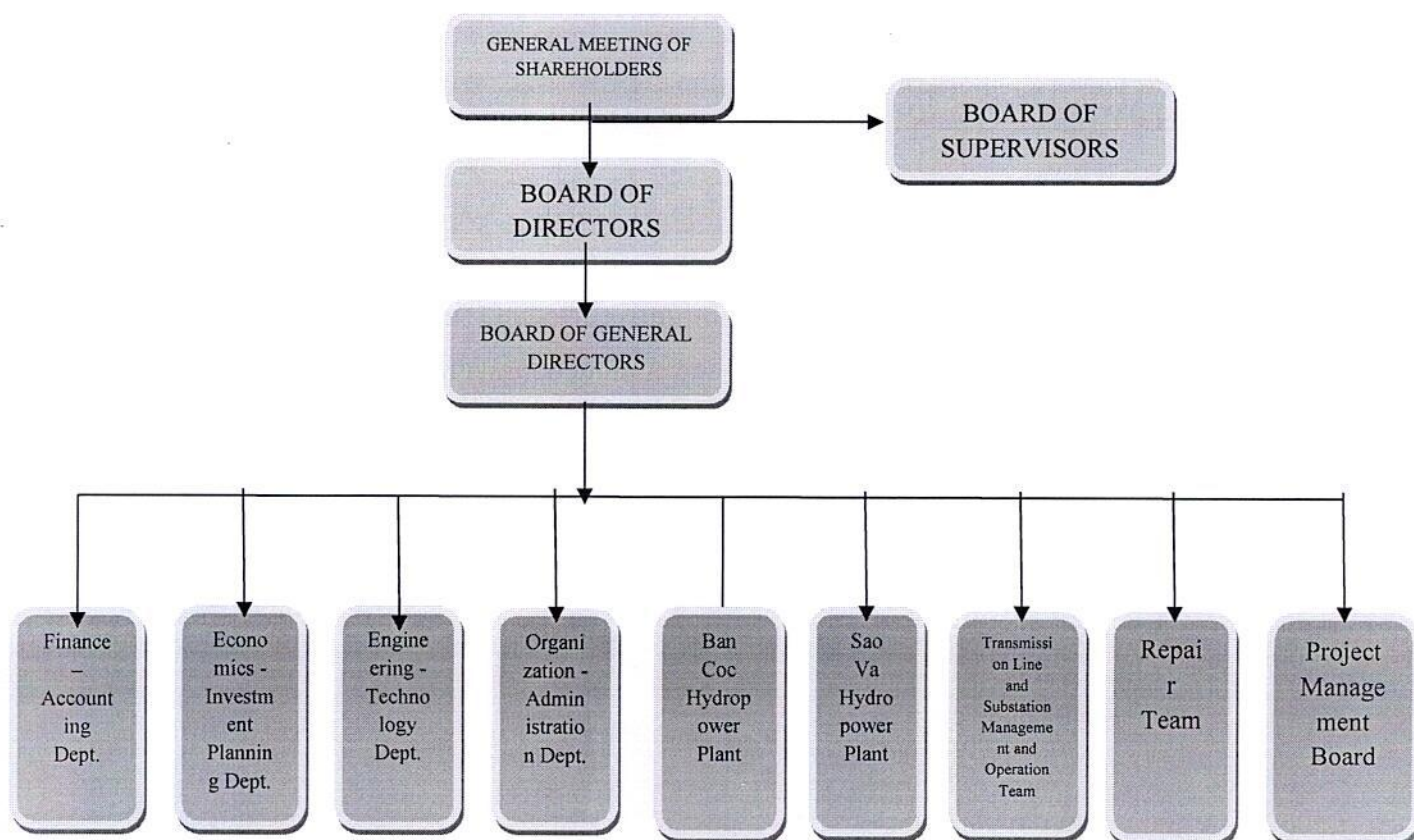 GENERAL MEETING OF
SHAREHOLDERS
BOARD OF
SUPERVISORS
BOARD OF
DIRECTORS
BOARD OF GENERAL
DIRECTORS
Finance
–
Account
ing
Dept.
Econo
mics -
Investm
ent
Plannin
g Dept.
Engine
ering -
Techno
logy
Dept.
Organi
zation -
Admin
istratio
n Dept.
Ban
Coc
Hydrop
ower
Plant
Sao
Va
Hydro
power
Plant
Transmissi
on Line
and
Substation
Manageme
nt and
Operation
Team
Repai
r
Team
Project
Manage
ment
Board